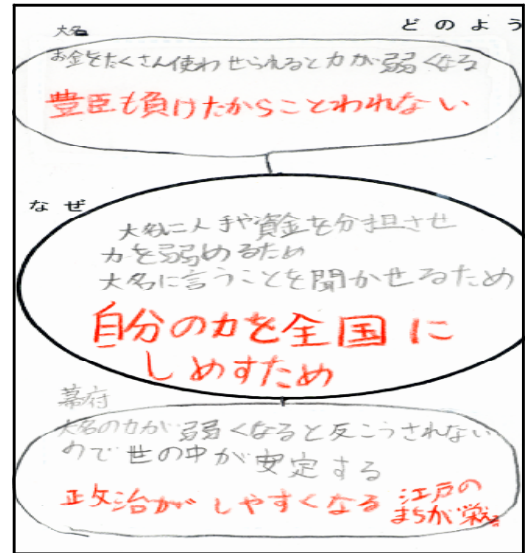 どのよう
大名
お金をたくさん使わせられると力が弱くなる
豊臣も負けたからことわれない
なぜ
大名に人手や資金を分担させ
力を弱めるため
大名に言うことを聞かせるため
自分の力を全国に
しめすため
幕府
大名の力が弱くなると反こうされない
ので世の中が安定する
政治がしやすくなる 江戸の
まちが栄